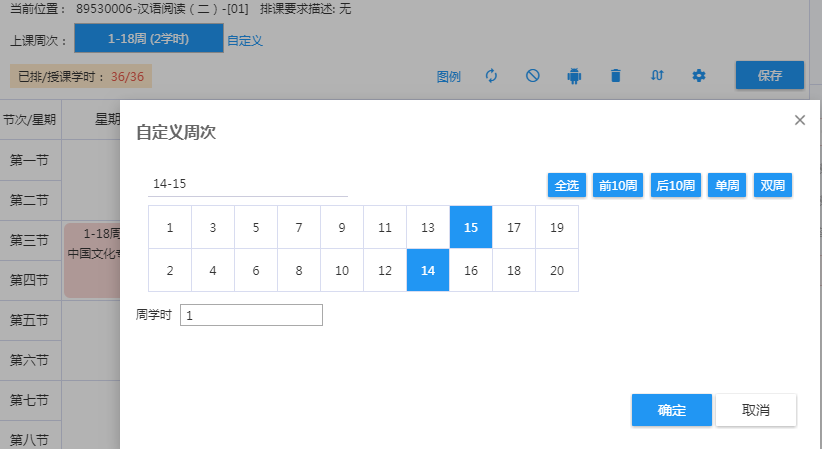 当前位置： 89530006-汉语阅读（二）-[01] 排课要求描述: 无
上课周次： 1-18周 (2学时) 自定义
已排/授课学时： 36/36 图例 保存
节次/星期 星期
自定义周次 ×
第一节
14-15 全选 前10周 后10周 单周 双周
第二节
1 3 5 7 9 11 13 15 17 19
第三节 1-18周
中国文化专
2 4 6 8 10 12 14 16 18 20
第四节
周学时 1
第五节
第六节
第七节
确定 取消
第八节